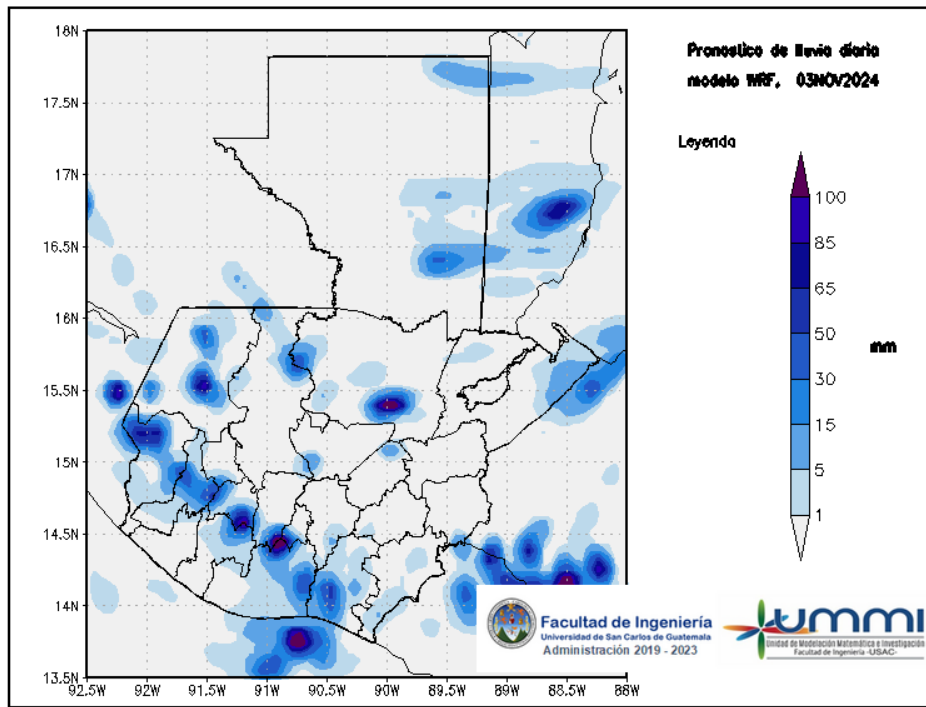 Pronostico de lluvia diaria
modelo WRF, 03NOV2024
Leyenda
100
85
65
50
30
15
5
1
mm
18N
17.5N
17N
16.5N
16N
15.5N
15N
14.5N
14N
13.5N
92.5W
92W
91.5W
91W
90.5W
90W
89.5W
89W
88.5W
88W
Facultad de Ingeniería
Universidad de San Carlos de Guatemala
Administración 2019 - 2023
ummi
Unidad de Modelación Matemática e Investigación
Facultad de Ingeniería -USAC-